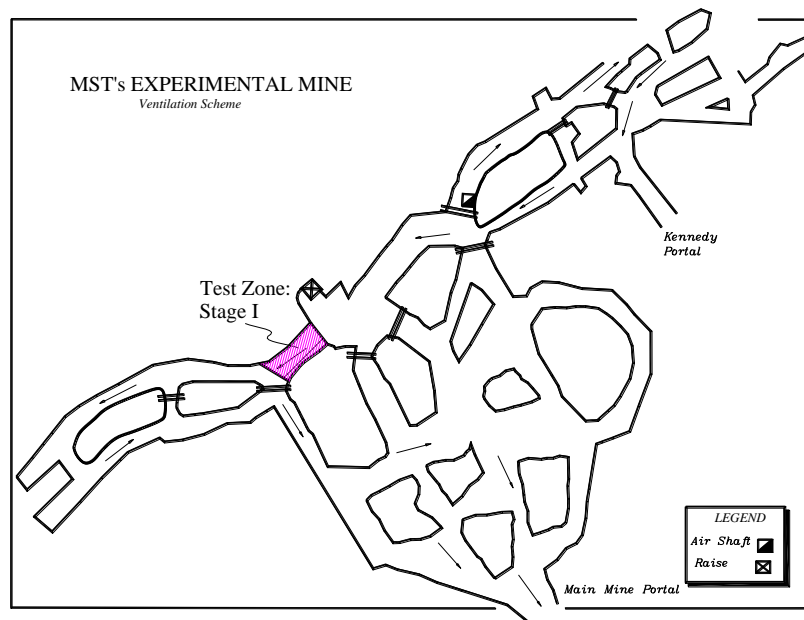 MST's EXPERIMENTAL MINE
Ventilation Scheme
Kennedy
Portal
Test Zone:
Stage I
LEGEND
Air Shaft
Raise
Main Mine Portal